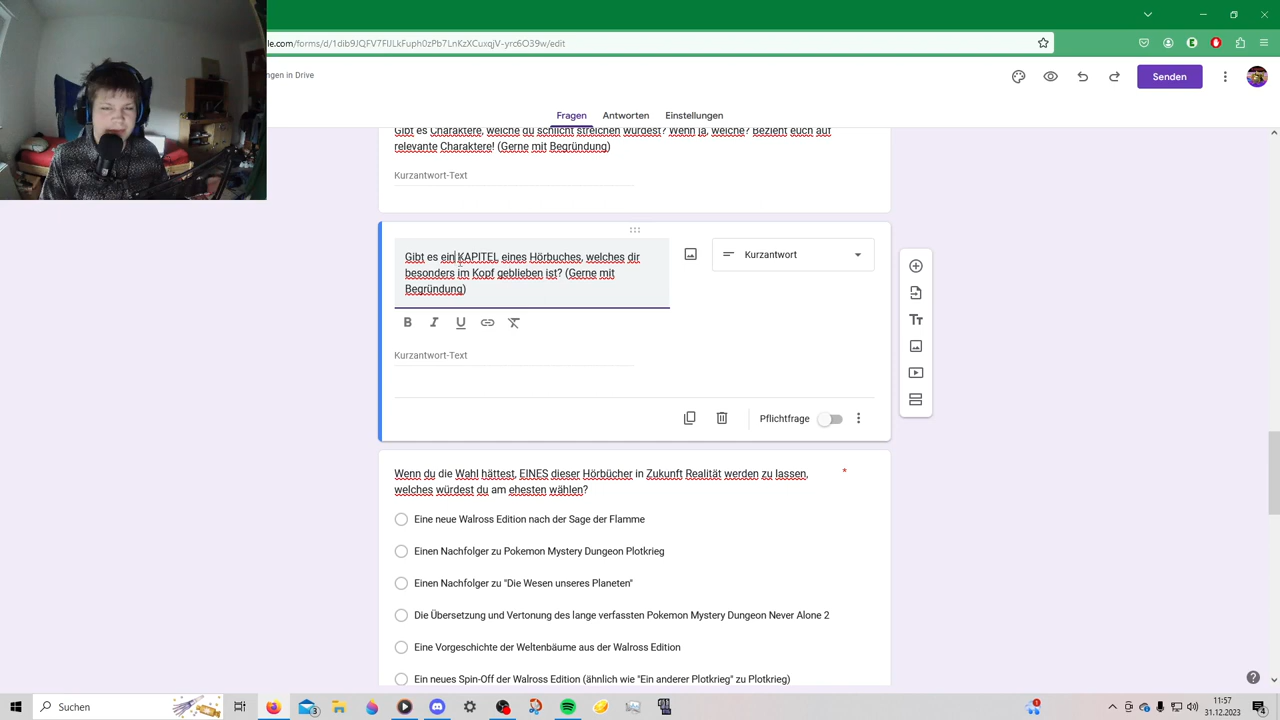 le.com/forms/d/1dib9JQFV7FlJLkFuph0zPb7LnKzXCuxqjV-yrc6O39w/edit
ngen in Drive
Senden
Fragen
Antworten
Einstellungen
Gibt es Charaktere, welche du schlicht streichen würdest? Wenn ja, welche? Bezieht euch auf
relevante Charaktere! (Gerne mit Begründung)
Kurzantwort-Text
Gibt es ein KAPITEL eines Hörbuches, welches dir
besonders im Kopf geblieben ist? (Gerne mit
Begründung)
Kurzantwort
Kurzantwort-Text
Pflichtfrage
Wenn du die Wahl hättest, EINES dieser Hörbücher in Zukunft Realität werden zu lassen,
welches würdest du am ehesten wählen?
*
Eine neue Walross Edition nach der Sage der Flamme
Einen Nachfolger zu Pokemon Mystery Dungeon Plotkrieg
Einen Nachfolger zu "Die Wesen unseres Planeten"
Die Übersetzung und Vertonung des lange verfassten Pokemon Mystery Dungeon Never Alone 2
Eine Vorgeschichte der Weltenbäume aus der Walross Edition
Ein neues Spin-Off der Walross Edition (ähnlich wie "Ein anderer Plotkrieg" zu Plotkrieg)
Suchen
3
11:57
31.12.2023